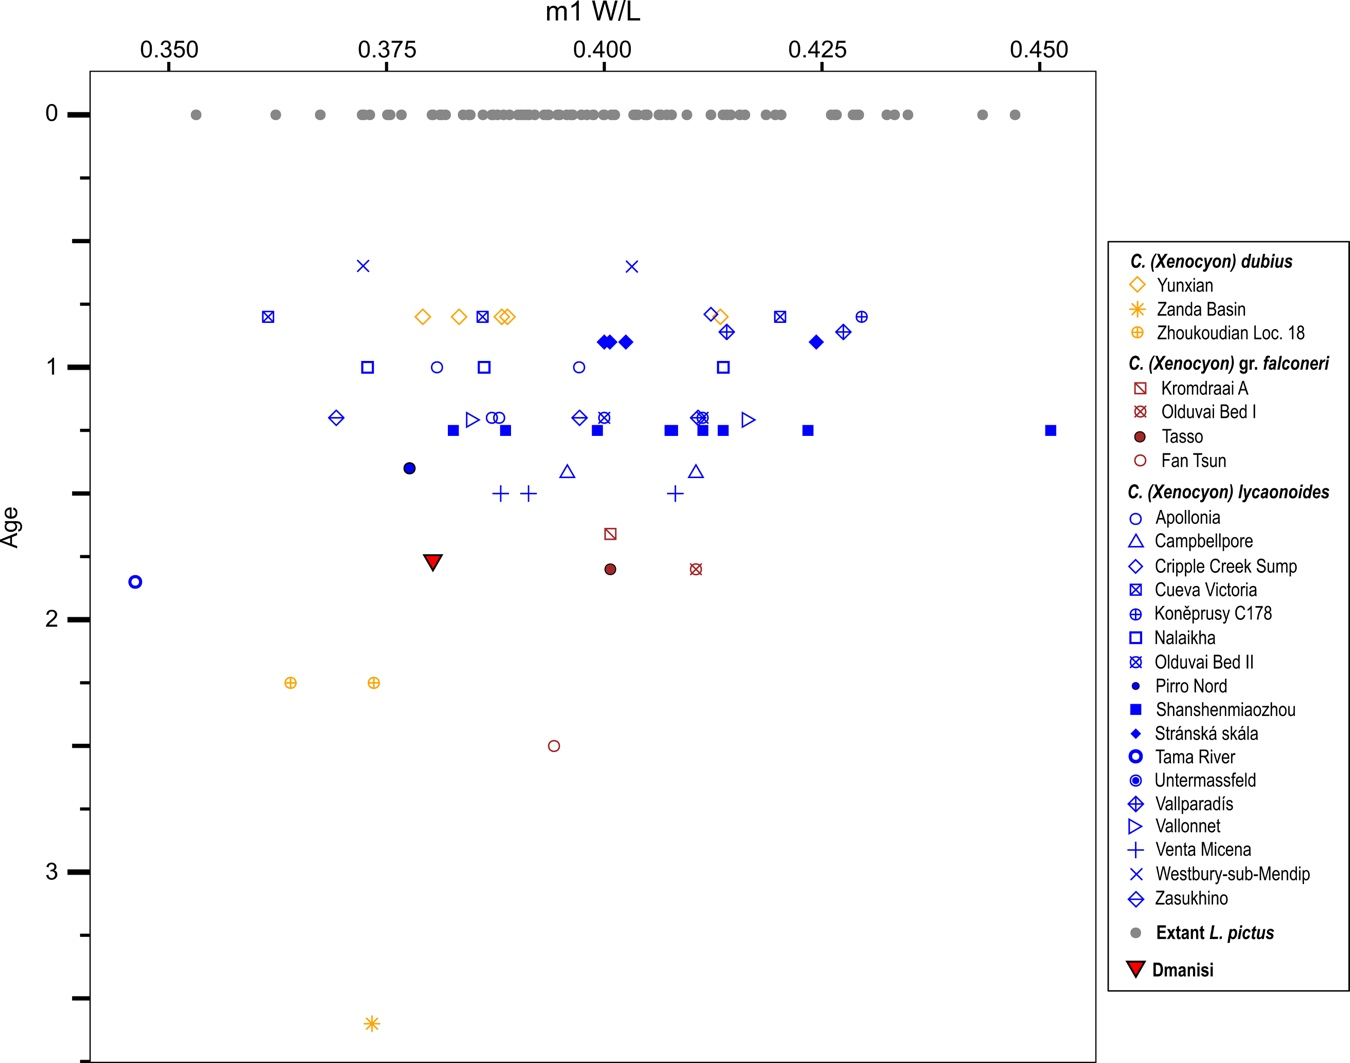 m1 W/L
0.350 0.375 0.400 0.425 0.450
0
1
2
3
Age
C. (Xenocyon) dubius
Yunxian
Zanda Basin
Zhoukoudian Loc. 18
C. (Xenocyon) gr. falconeri
Kromdraai A
Olduvai Bed I
Tasso
Fan Tsun
C. (Xenocyon) lycaonoides
Apollonia
Campbellpore
Cripple Creek Sump
Cueva Victoria
Koněprusy C178
Nalaikha
Olduvai Bed II
Pirro Nord
Shanshenmiaozhou
Stránská skála
Tama River
Untermassfeld
Vallparadís
Vallonnet
Venta Micena
Westbury-sub-Mendip
Zasukhino
Extant L. pictus
Dmanisi